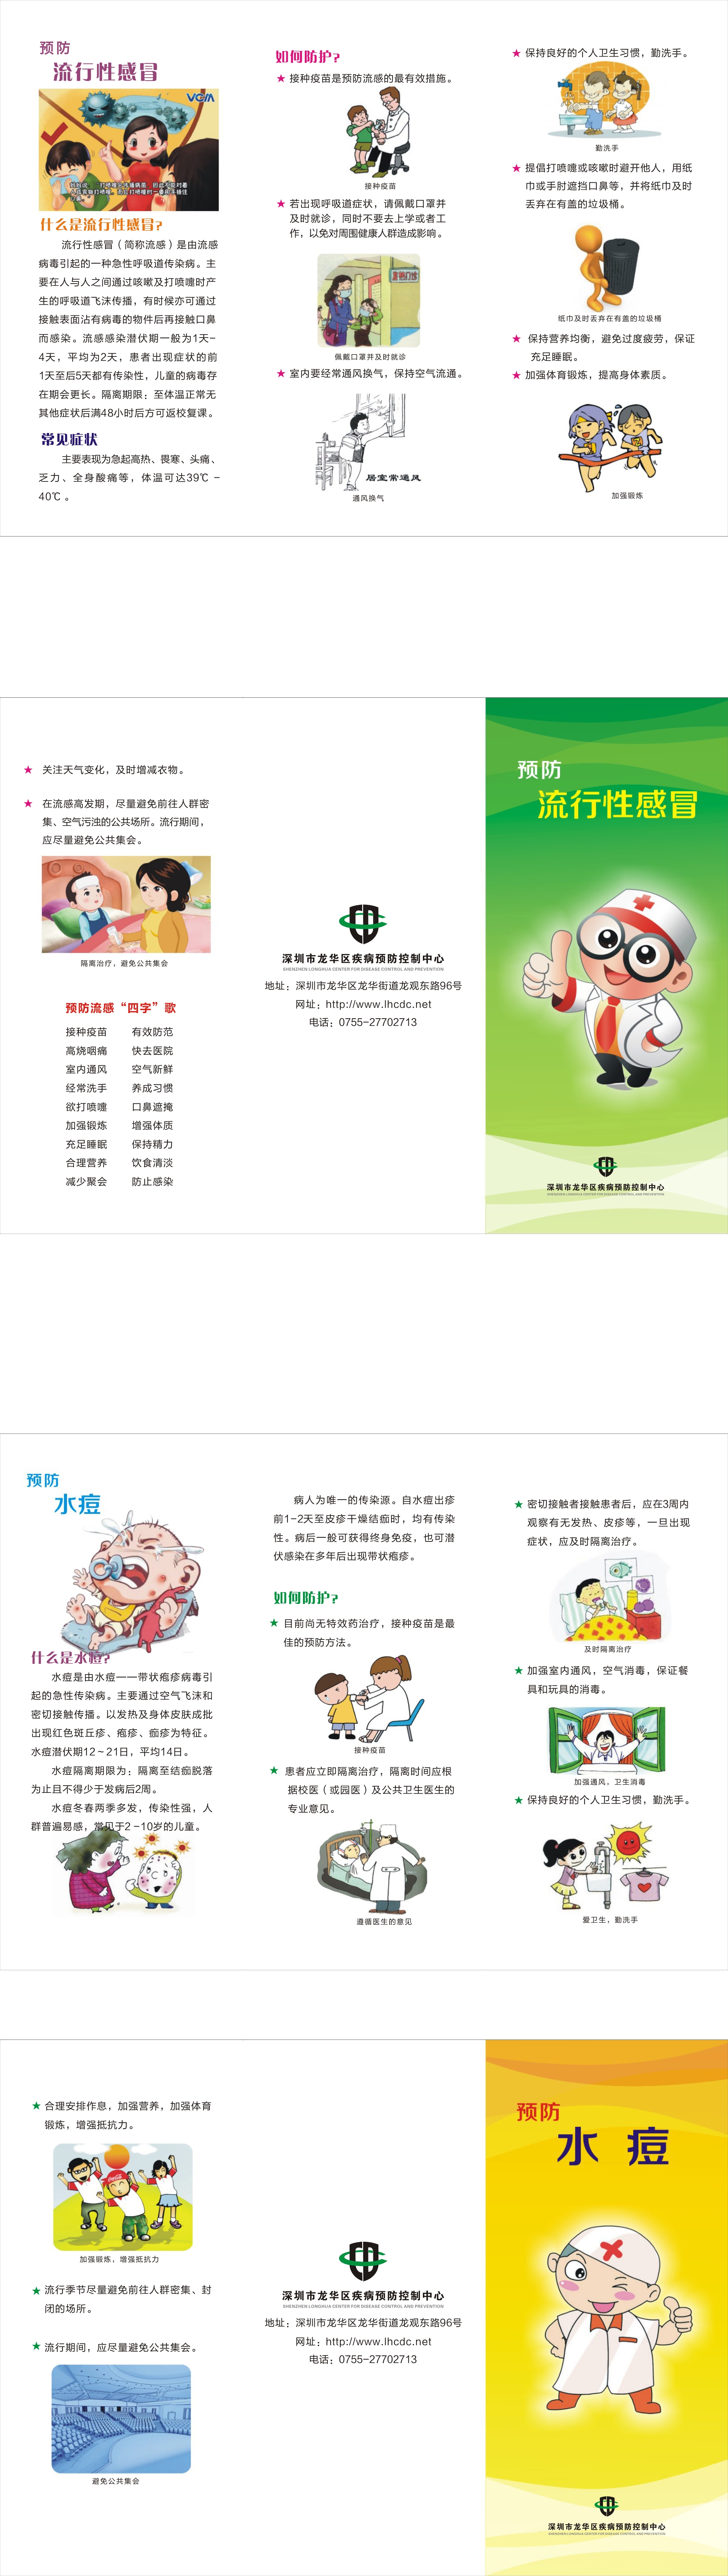 预防
流行性感冒
VCM
什么是流行性感冒?
流行性感冒（简称流感）是由流感
病毒引起的一种急性呼吸道传染病。主
要在人与人之间通过咳嗽及打喷嚏时产
生的呼吸道飞沫传播，有时候亦可通过
接触表面沾有病毒的物件后再接触口鼻
而感染。流感感染潜伏期一般为1天-
4天，平均为2天，患者出现症状的前
1天至后5天都有传染性，儿童的病毒存
在期会更长。隔离期限：至体温正常无
其他症状后满48小时后方可返校复课。
常见症状
主要表现为急起高热、畏寒、头痛、
乏力、全身酸痛等，体温可达39℃ -
40℃ 。
如何防护?
★ 接种疫苗是预防流感的最有效措施。
接种疫苗
★ 若出现呼吸道症状，请佩戴口罩并
及时就诊，同时不要去上学或者工
作，以免对周围健康人群造成影响。
佩戴口罩并及时就诊
★ 室内要经常通风换气，保持空气流通。
居室常通风
通风换气
★ 保持良好的个人卫生习惯，勤洗手。
勤洗手
★ 提倡打喷嚏或咳嗽时避开他人，用纸
巾或手肘遮挡口鼻等，并将纸巾及时
丢弃在有盖的垃圾桶。
纸巾及时丢弃在有盖的垃圾桶
★ 保持营养均衡，避免过度疲劳，保证
充足睡眠。
★ 加强体育锻炼，提高身体素质。
加强锻炼
★ 关注天气变化，及时增减衣物。
★ 在流感高发期，尽量避免前往人群密
集、空气污浊的公共场所。流行期间，
应尽量避免公共集会。
隔离治疗，避免公共集会
预防流感“四字”歌
接种疫苗 有效防范
高烧咽痛 快去医院
室内通风 空气新鲜
经常洗手 养成习惯
欲打喷嚏 口鼻遮掩
加强锻炼 增强体质
充足睡眠 保持精力
合理营养 饮食清淡
减少聚会 防止感染
深圳市龙华区疾病预防控制中心
SHENZHEN LONGHUA CENTER FOR DISEASE CONTROL AND PREVENTION
地址：深圳市龙华区龙华街道龙观东路96号
网址：http://www.lhcdc.net
电话：0755-27702713
预防
流行性感冒
深圳市龙华区疾病预防控制中心
SHENZHEN LONGHUA CENTER FOR DISEASE CONTROL AND PREVENTION
预防
水痘
什么是水痘?
水痘是由水痘——带状疱疹病毒引
起的急性传染病。主要通过空气飞沫和
密切接触传播。以发热及身体皮肤成批
出现红色斑丘疹、疱疹、痂疹为特征。
水痘潜伏期12～21日，平均14日。
水痘隔离期限为：隔离至结痂脱落
为止且不得少于发病后2周。
水痘冬春两季多发，传染性强，人
群普遍易感，常见于2 -10岁的儿童。
病人为唯一的传染源。自水痘出疹
前1-2天至皮疹干燥结痂时，均有传染
性。病后一般可获得终身免疫，也可潜
伏感染在多年后出现带状疱疹。
如何防护?
★ 目前尚无特效药治疗，接种疫苗是最
佳的预防方法。
接种疫苗
★ 患者应立即隔离治疗，隔离时间应根
据校医（或园医）及公共卫生医生的
专业意见。
遵循医生的意见
★ 密切接触者接触患者后，应在3周内
观察有无发热、皮疹等，一旦出现
症状，应及时隔离治疗。
及时隔离治疗
★ 加强室内通风，空气消毒，保证餐
具和玩具的消毒。
加强通风，卫生消毒
★ 保持良好的个人卫生习惯，勤洗手。
爱卫生，勤洗手
★ 合理安排作息，加强营养，加强体育
锻炼，增强抵抗力。
加强锻炼，增强抵抗力
★ 流行季节尽量避免前往人群密集、封
闭的场所。
★ 流行期间，应尽量避免公共集会。
避免公共集会
深圳市龙华区疾病预防控制中心
SHENZHEN LONGHUA CENTER FOR DISEASE CONTROL AND PREVENTION
地址：深圳市龙华区龙华街道龙观东路96号
网址：http://www.lhcdc.net
电话：0755-27702713
预防
水 痘
深圳市龙华区疾病预防控制中心
SHENZHEN LONGHUA CENTER FOR DISEASE CONTROL AND PREVENTION